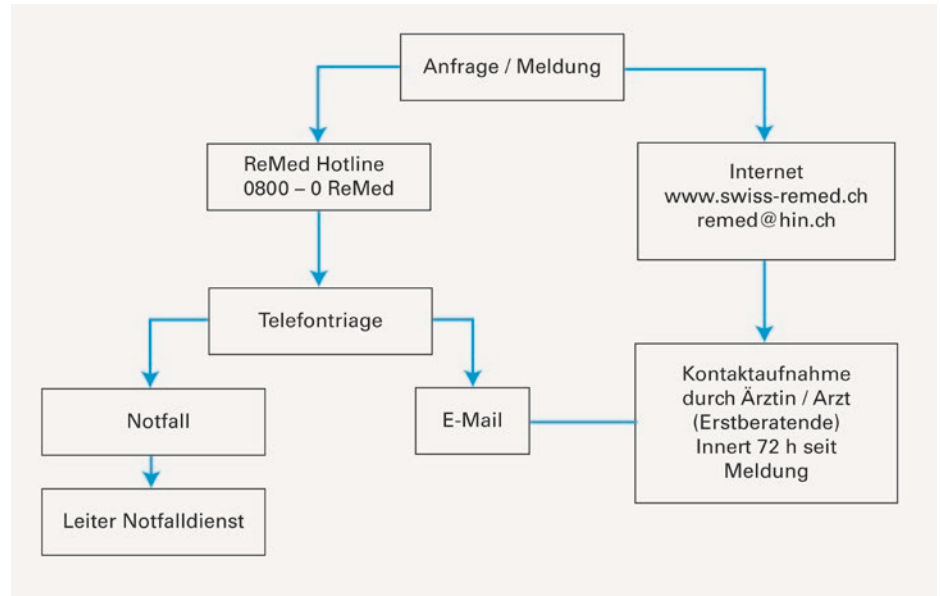 Anfrage / Meldung
ReMed Hotline
0800 – 0 ReMed
Internet
www.swiss-remed.ch
remed@hin.ch
Telefontriage
Notfall
E-Mail
Kontaktaufnahme
durch Ärztin / Arzt
(Erstberatende)
Innert 72 h seit
Meldung
Leiter Notfalldienst